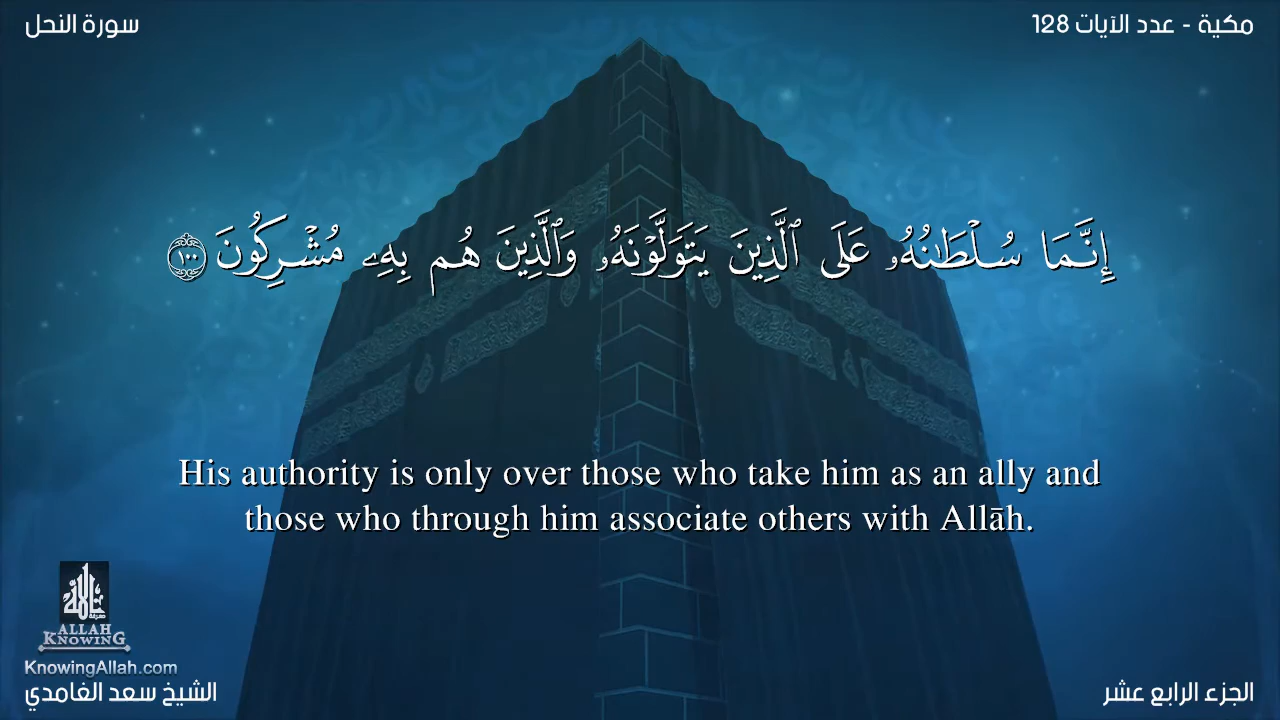 سورة النحل
مكية - عدد الآيات 128
إِنَّمَا سُلْطَـٰنُهُۥ عَلَى ٱلَّذِينَ يَتَوَلَّوْنَهُۥ وَٱلَّذِينَ هُم بِهِۦ مُشْرِكُونَ ١٠٠
His authority is only over those who take him as an ally and
those who through him associate others with Allāh.
ALLAH
KNOWING
KnowingAllah.com
الشيخ سعد الغامدي
الجزء الرابع عشر